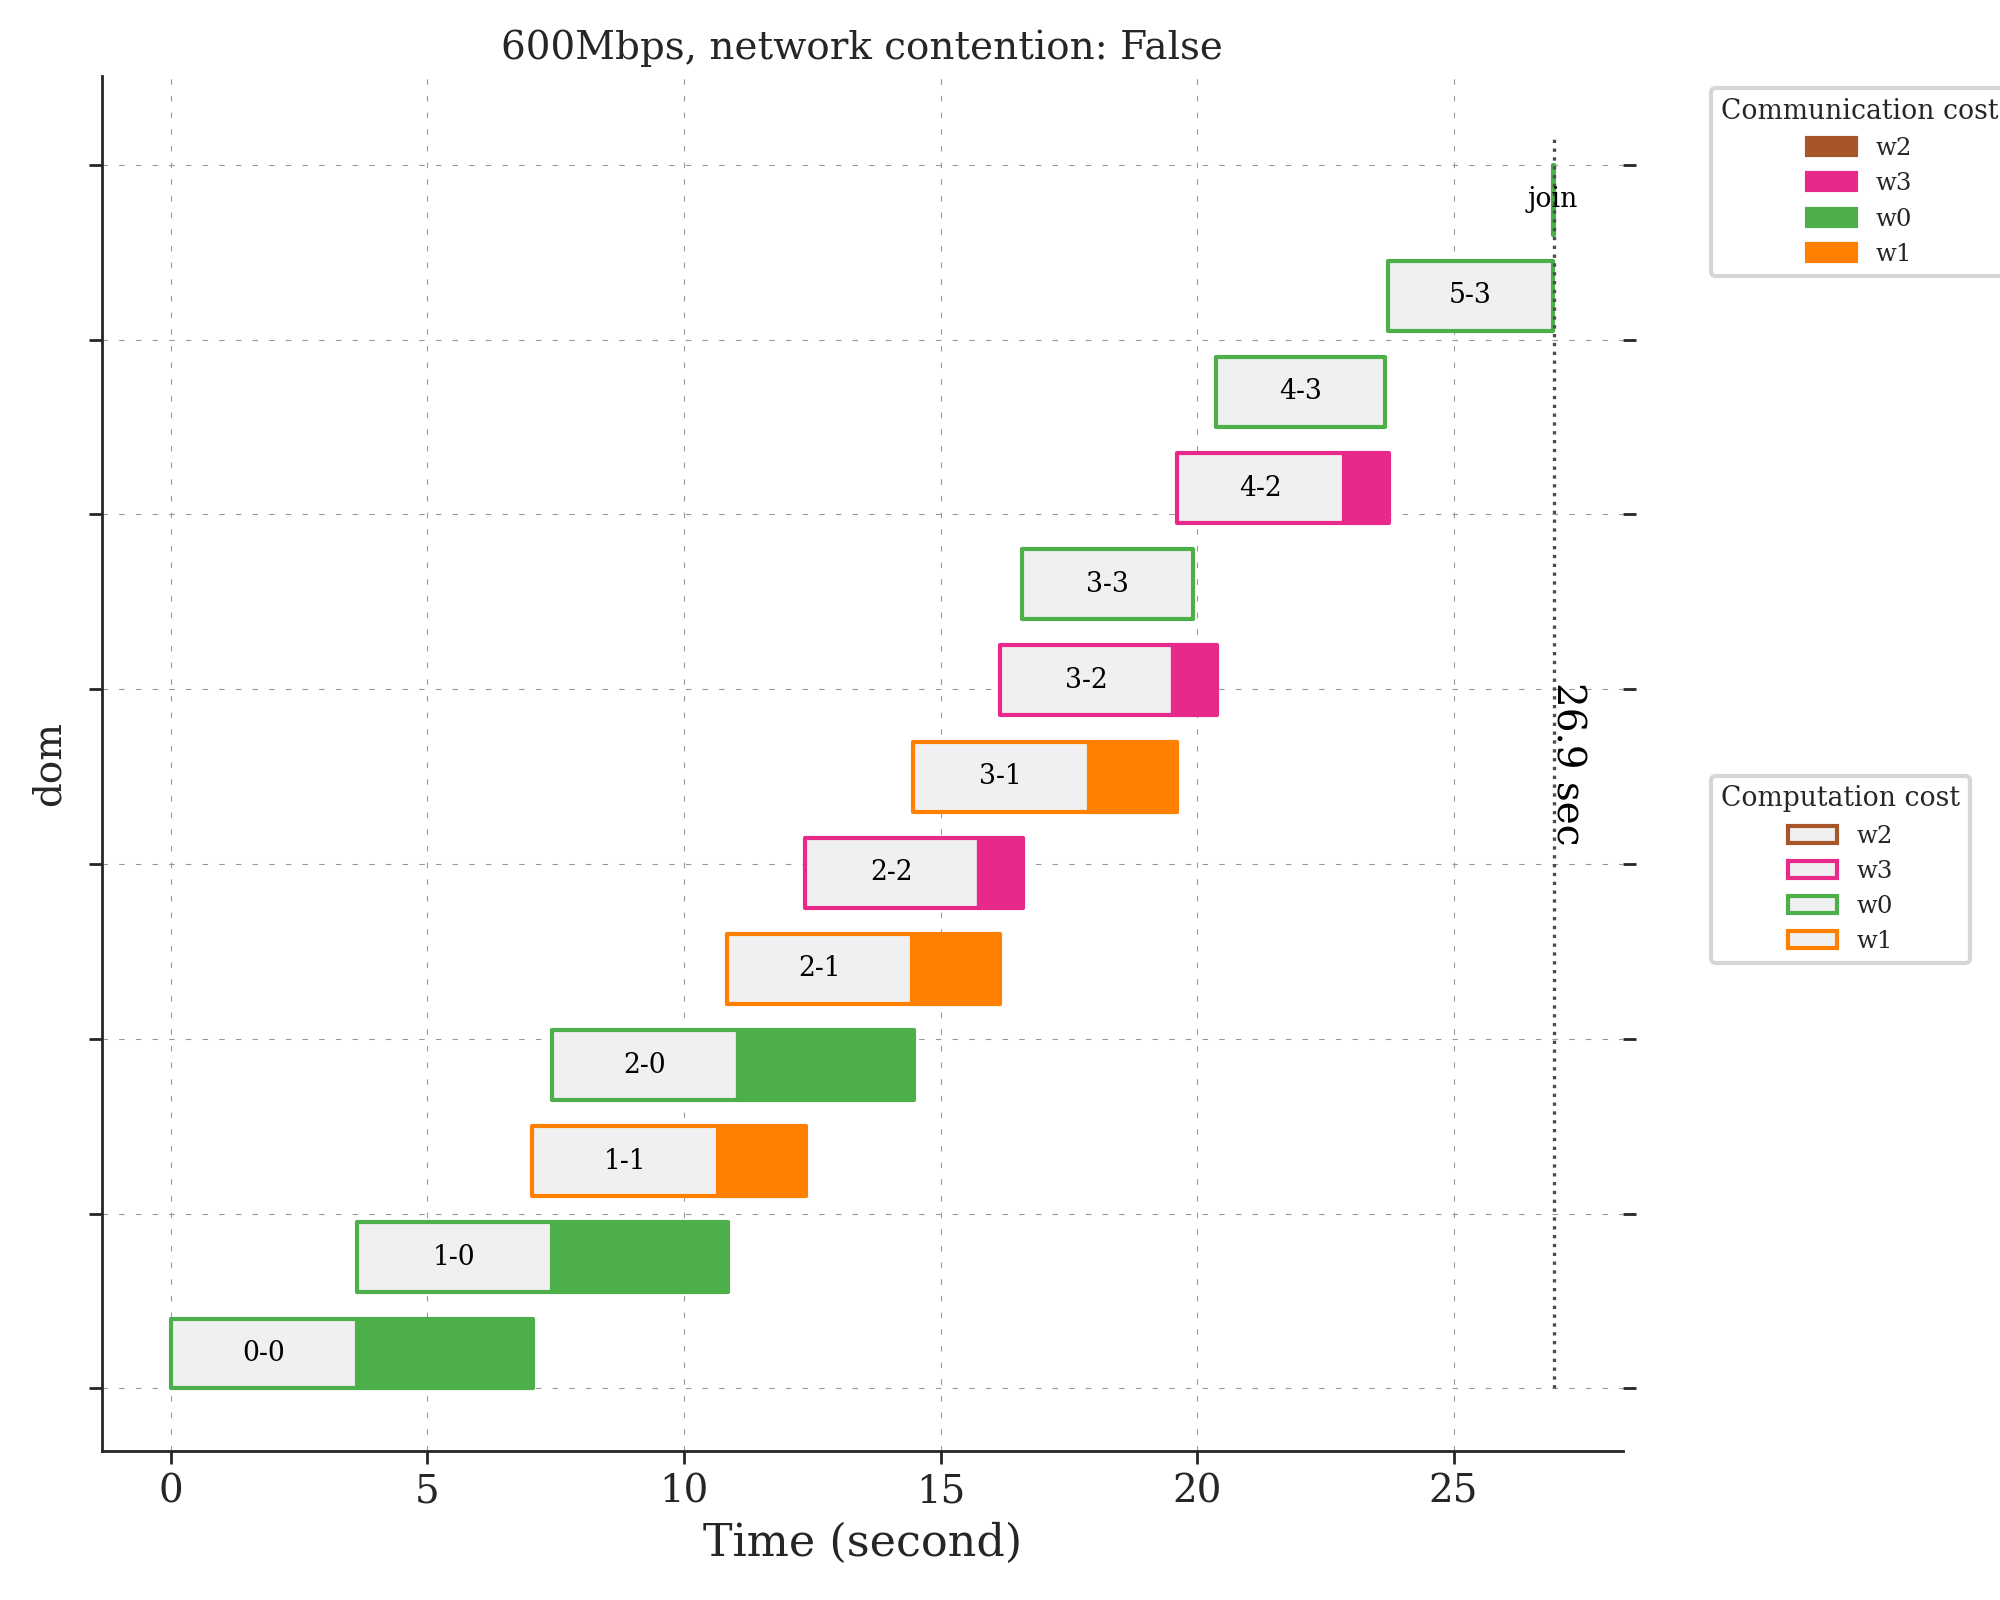 600Mbps, network contention: False
Communication cost
w2
w3
w0
w1
join
5-3
4-3
4-2
3-3
3-2
3-1
26.9 sec
dom
Computation cost
w2
w3
w0
w1
2-2
2-1
2-0
1-1
1-0
0-0
0 5 10 15 20 25
Time (second)